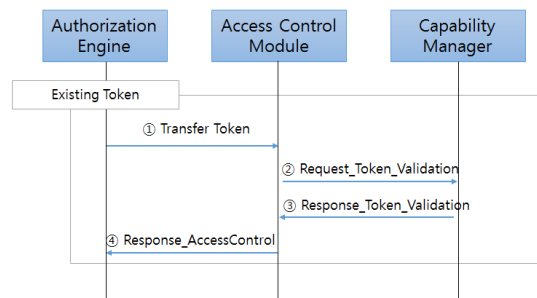 Authorization
Engine
Access Control
Module
Capability
Manager
Existing Token
① Transfer Token
② Request_Token_Validation
③ Response_Token_Validation
④ Response_AccessControl